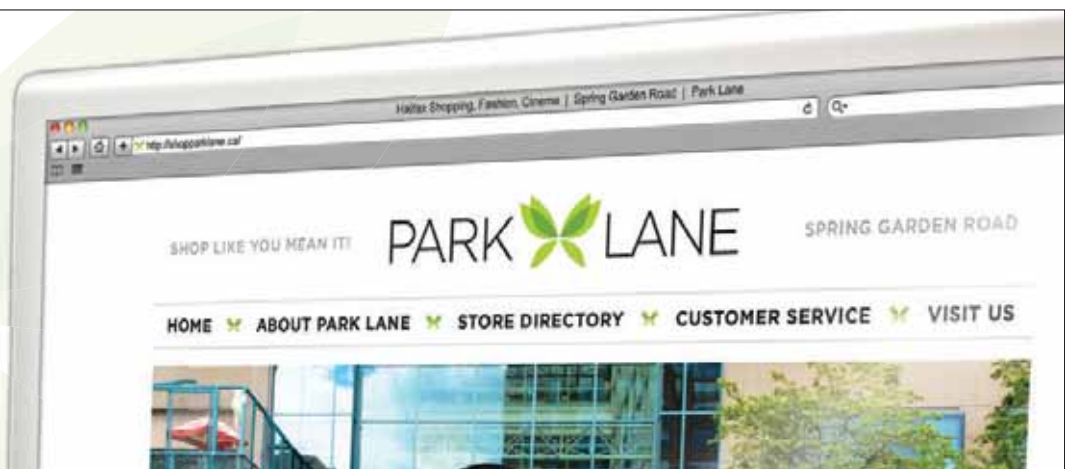 Halifax Shopping, Fashion, Cinema | Spring Garden Road | Park Lane
http://shopparklane.ca/
SHOP LIKE YOU MEAN IT!
PARK LANE
SPRING GARDEN ROAD
HOME ABOUT PARK LANE STORE DIRECTORY CUSTOMER SERVICE VISIT US